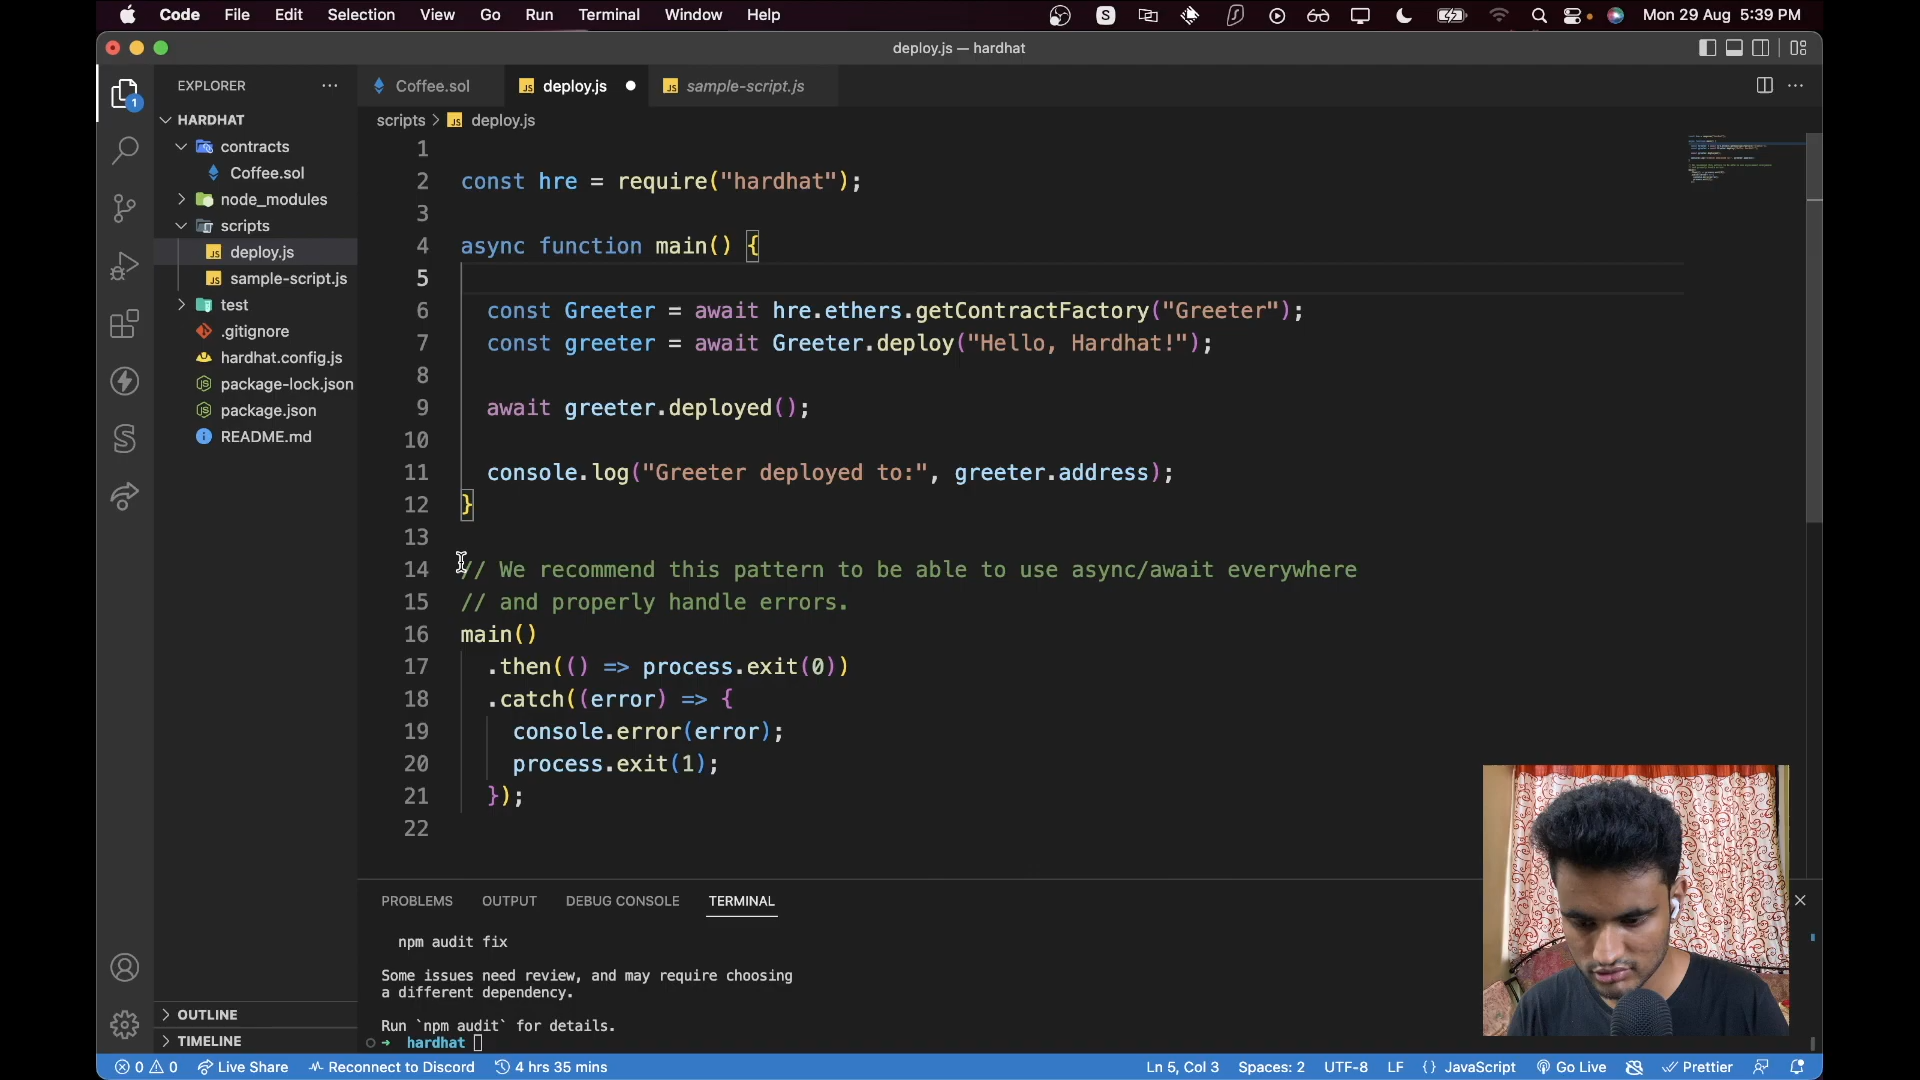 Code File Edit Selection View Go Run Terminal Window Help Mon 29 Aug 5:39 PM
deploy.js — hardhat
EXPLORER
Coffee.sol deploy.js sample-script.js
HARDHAT
contracts
Coffee.sol
node_modules
scripts
deploy.js
sample-script.js
test
.gitignore
hardhat.config.js
package-lock.json
package.json
README.md
OUTLINE
TIMELINE
1
scripts > deploy.js
1
2 const hre = require("hardhat");
3
4 async function main() {
5
6 const Greeter = await hre.ethers.getContractFactory("Greeter");
7 const greeter = await Greeter.deploy("Hello, Hardhat!");
8
9 await greeter.deployed();
10
11 console.log("Greeter deployed to:", greeter.address);
12 }
13
14 // We recommend this pattern to be able to use async/await everywhere
15 // and properly handle errors.
16 main()
17 .then(() => process.exit(0))
18 .catch((error) => {
19 console.error(error);
20 process.exit(1);
21 });
22
PROBLEMS OUTPUT DEBUG CONSOLE TERMINAL
npm audit fix
Some issues need review, and may require choosing
a different dependency.
Run `npm audit` for details.
hardhat
0 0 Live Share Reconnect to Discord 4 hrs 35 mins Ln 5, Col 3 Spaces: 2 UTF-8 LF {} JavaScript Go Live Prettier